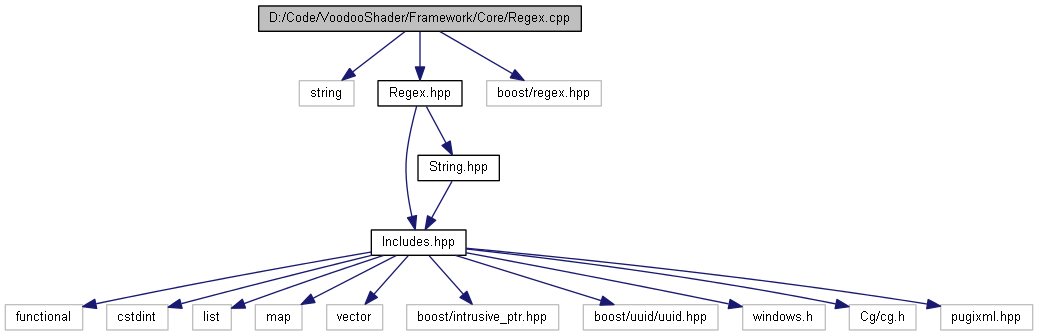 D:/Code/VoodooShader/Framework/Core/Regex.cpp
string
Regex.hpp
boost/regex.hpp
String.hpp
Includes.hpp
functional
cstdint
list
map
vector
boost/intrusive_ptr.hpp
boost/uuid/uuid.hpp
windows.h
Cg/cg.h
pugixml.hpp